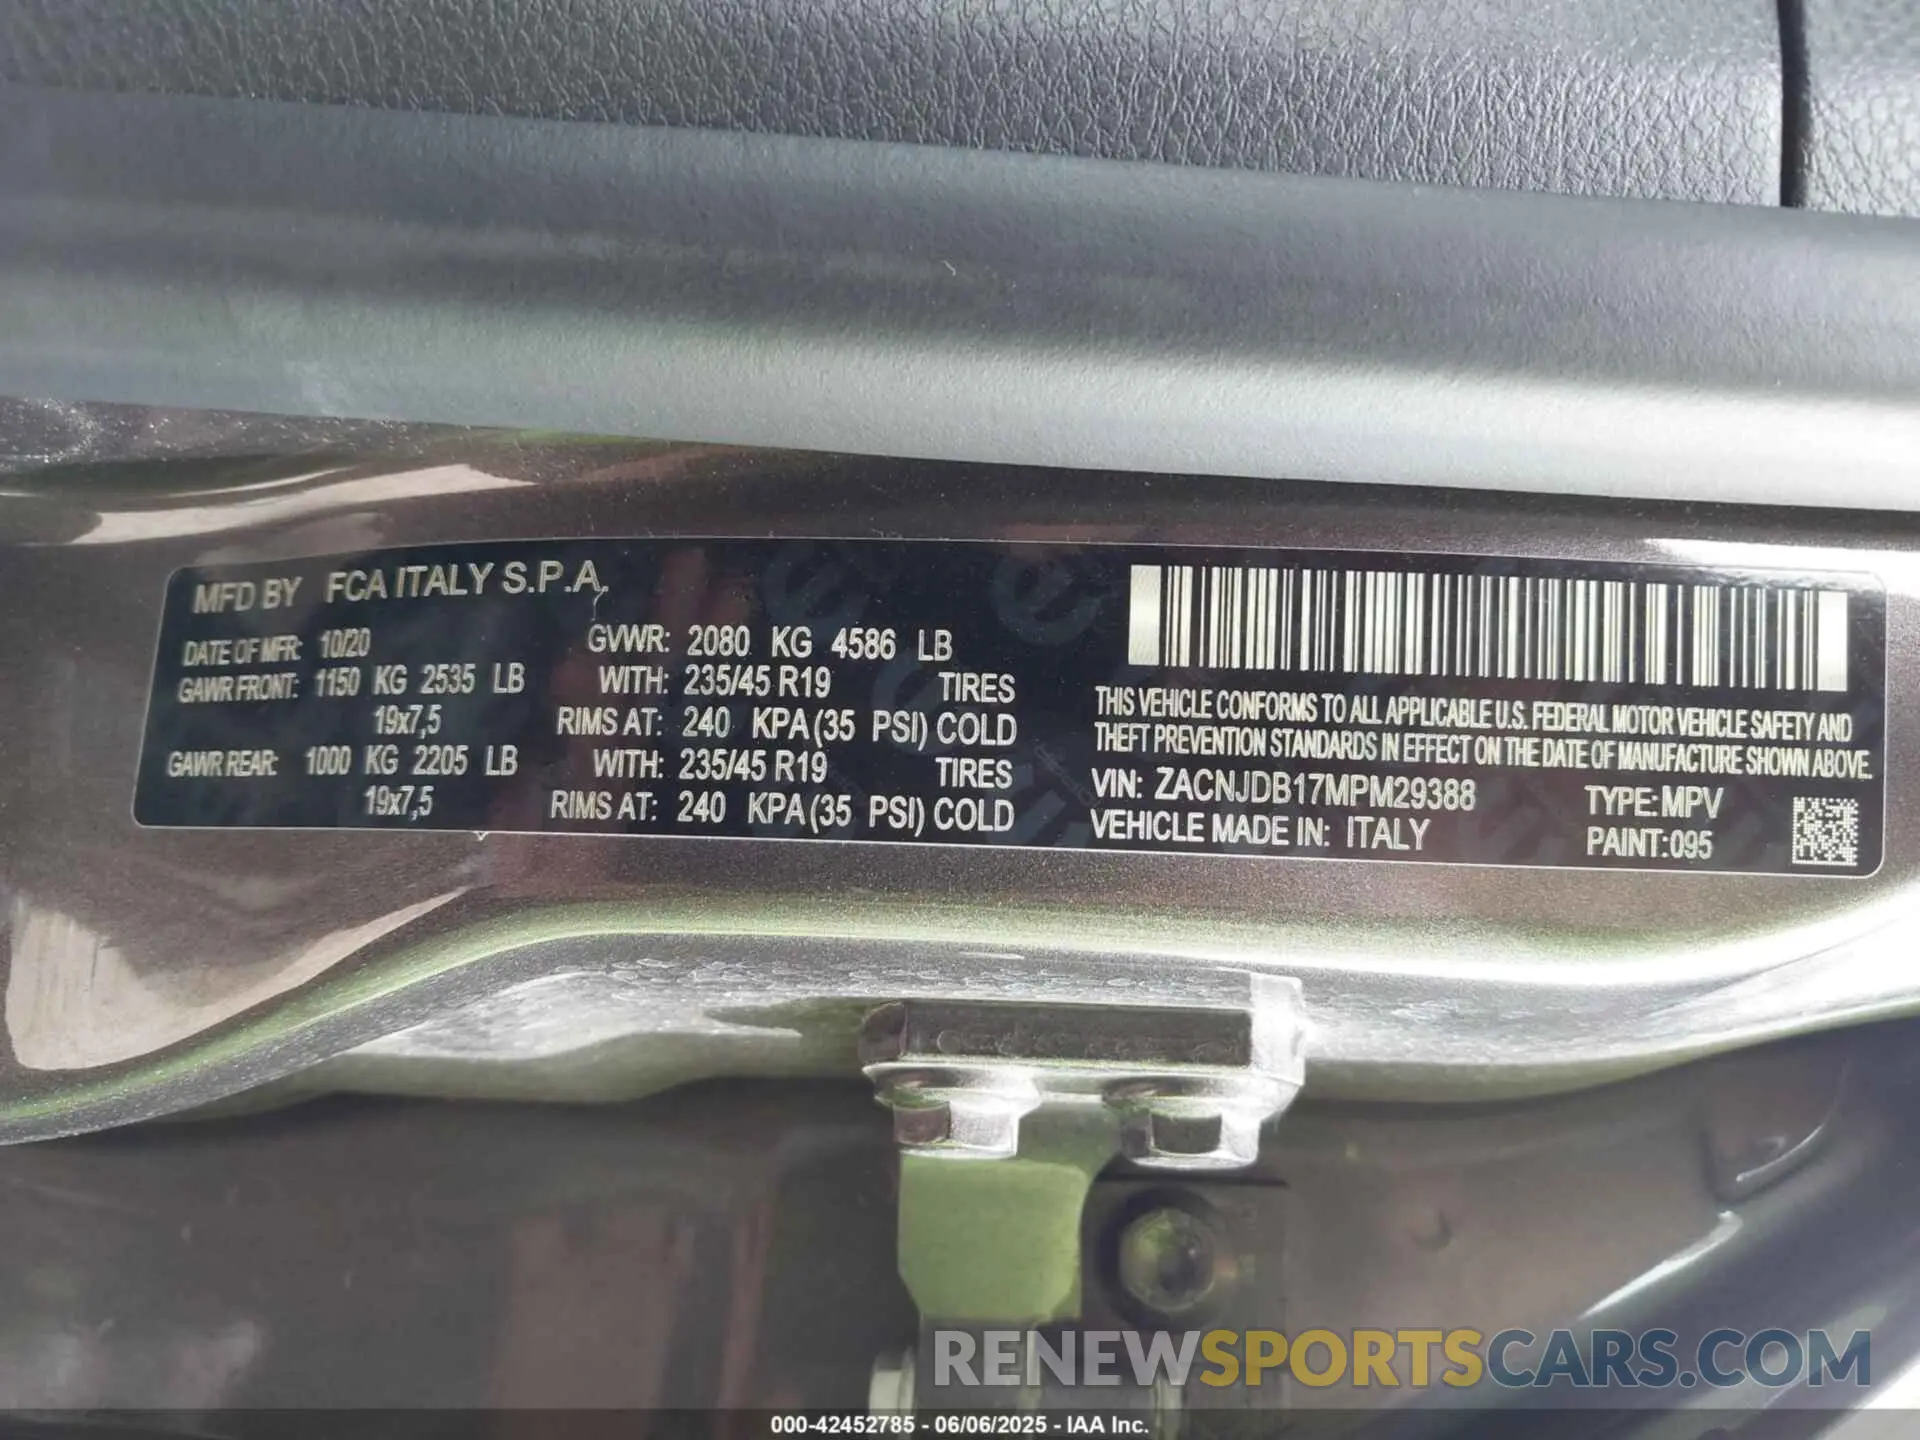 MFD BY FCA ITALY S.P.A.
DATE OF MFR: 10/20 GVWR: 2080 KG 4586 LB
GAWR FRONT: 1150 KG 2535 LB WITH: 235/45 R19 TIRES
19x7,5 RIMS AT: 240 KPA (35 PSI) COLD
GAWR REAR: 1000 KG 2205 LB WITH: 235/45 R19 TIRES
19x7,5 RIMS AT: 240 KPA (35 PSI) COLD
THIS VEHICLE CONFORMS TO ALL APPLICABLE U.S. FEDERAL MOTOR VEHICLE SAFETY AND
THEFT PREVENTION STANDARDS IN EFFECT ON THE DATE OF MANUFACTURE SHOWN ABOVE.
VIN: ZACNJDB17MPM29388 TYPE: MPV
VEHICLE MADE IN: ITALY PAINT: 095
RENEWSPORTSCARS.COM
000-42452785 - 06/06/2025 - IAA Inc.